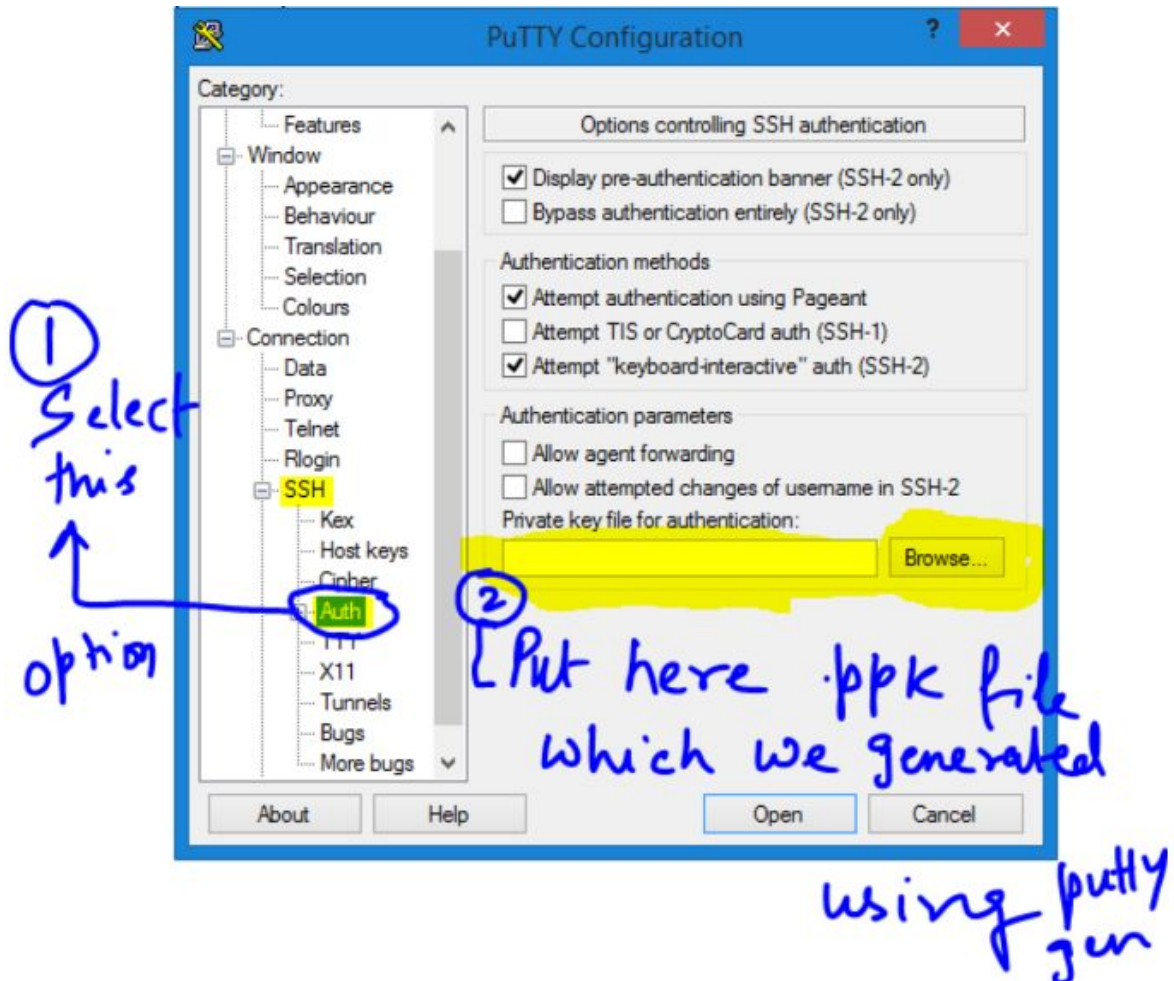 PuTTY Configuration
?
Category:
Features
Window
Appearance
Behaviour
Translation
Selection
Colours
Connection
Data
Proxy
Telnet
Rlogin
SSH
Kex
Host keys
Cipher
Auth
TTY
X11
Tunnels
Bugs
More bugs
Options controlling SSH authentication
Display pre-authentication banner (SSH-2 only)
Bypass authentication entirely (SSH-2 only)
Authentication methods
Attempt authentication using Pageant
Attempt TIS or CryptoCard auth (SSH-1)
Attempt "keyboard-interactive" auth (SSH-2)
Authentication parameters
Allow agent forwarding
Allow attempted changes of username in SSH-2
Private key file for authentication:
Browse...
About
Help
Open
Cancel
1
Select
this
option
2
Put here .ppk file
which we generated
using putty
gen